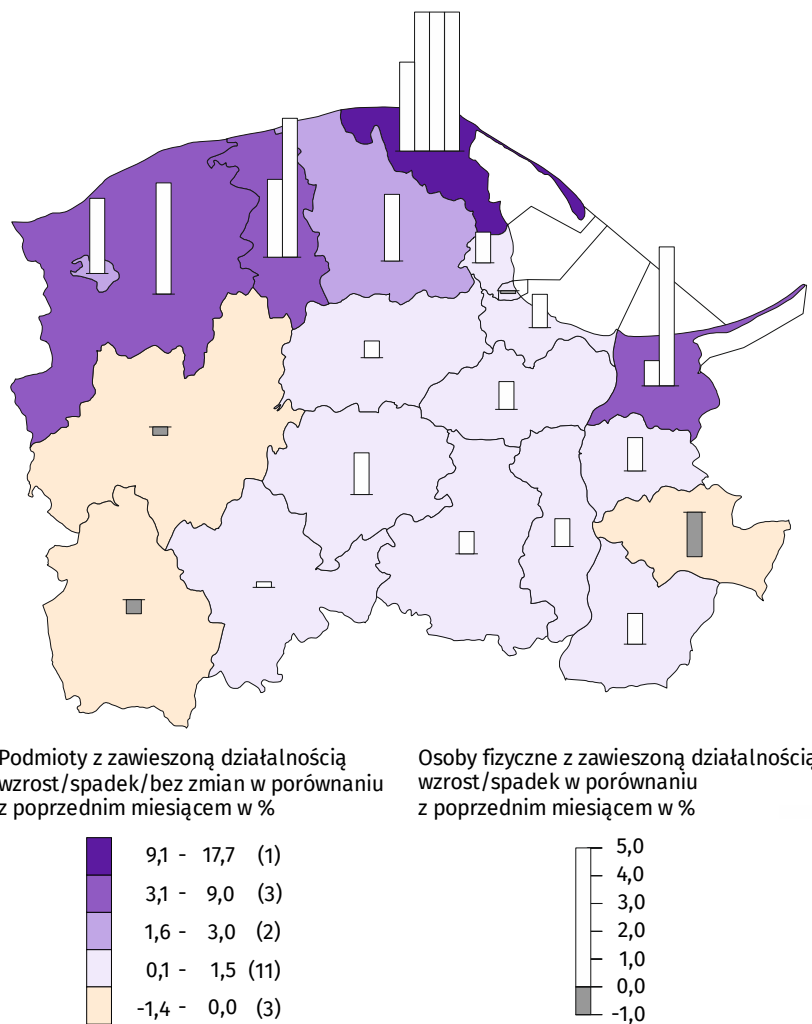 Podmioty z zawieszoną działalnością
wzrost/spadek/bez zmian w porównaniu
z poprzednim miesiącem w %
9,1 - 17,7 (1)
3,1 - 9,0 (3)
1,6 - 3,0 (2)
0,1 - 1,5 (11)
-1,4 - 0,0 (3)
Osoby fizyczne z zawieszoną działalnością
wzrost/spadek w porównaniu
z poprzednim miesiącem w %
5,0
4,0
3,0
2,0
1,0
0,0
-1,0